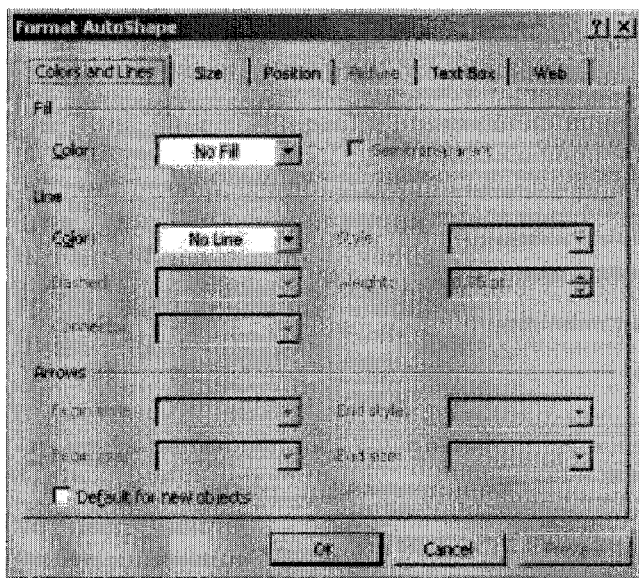 Format AutoShape ? X
Colors and Lines Size Position Picture Text Box Web
Fill
Color: No Fill Semitransparent
Line
Color: No Line Style:
Dashed: Weight:
Arrows
Begin style: End style:
Begin size: End size:
Default for new objects
OK Cancel